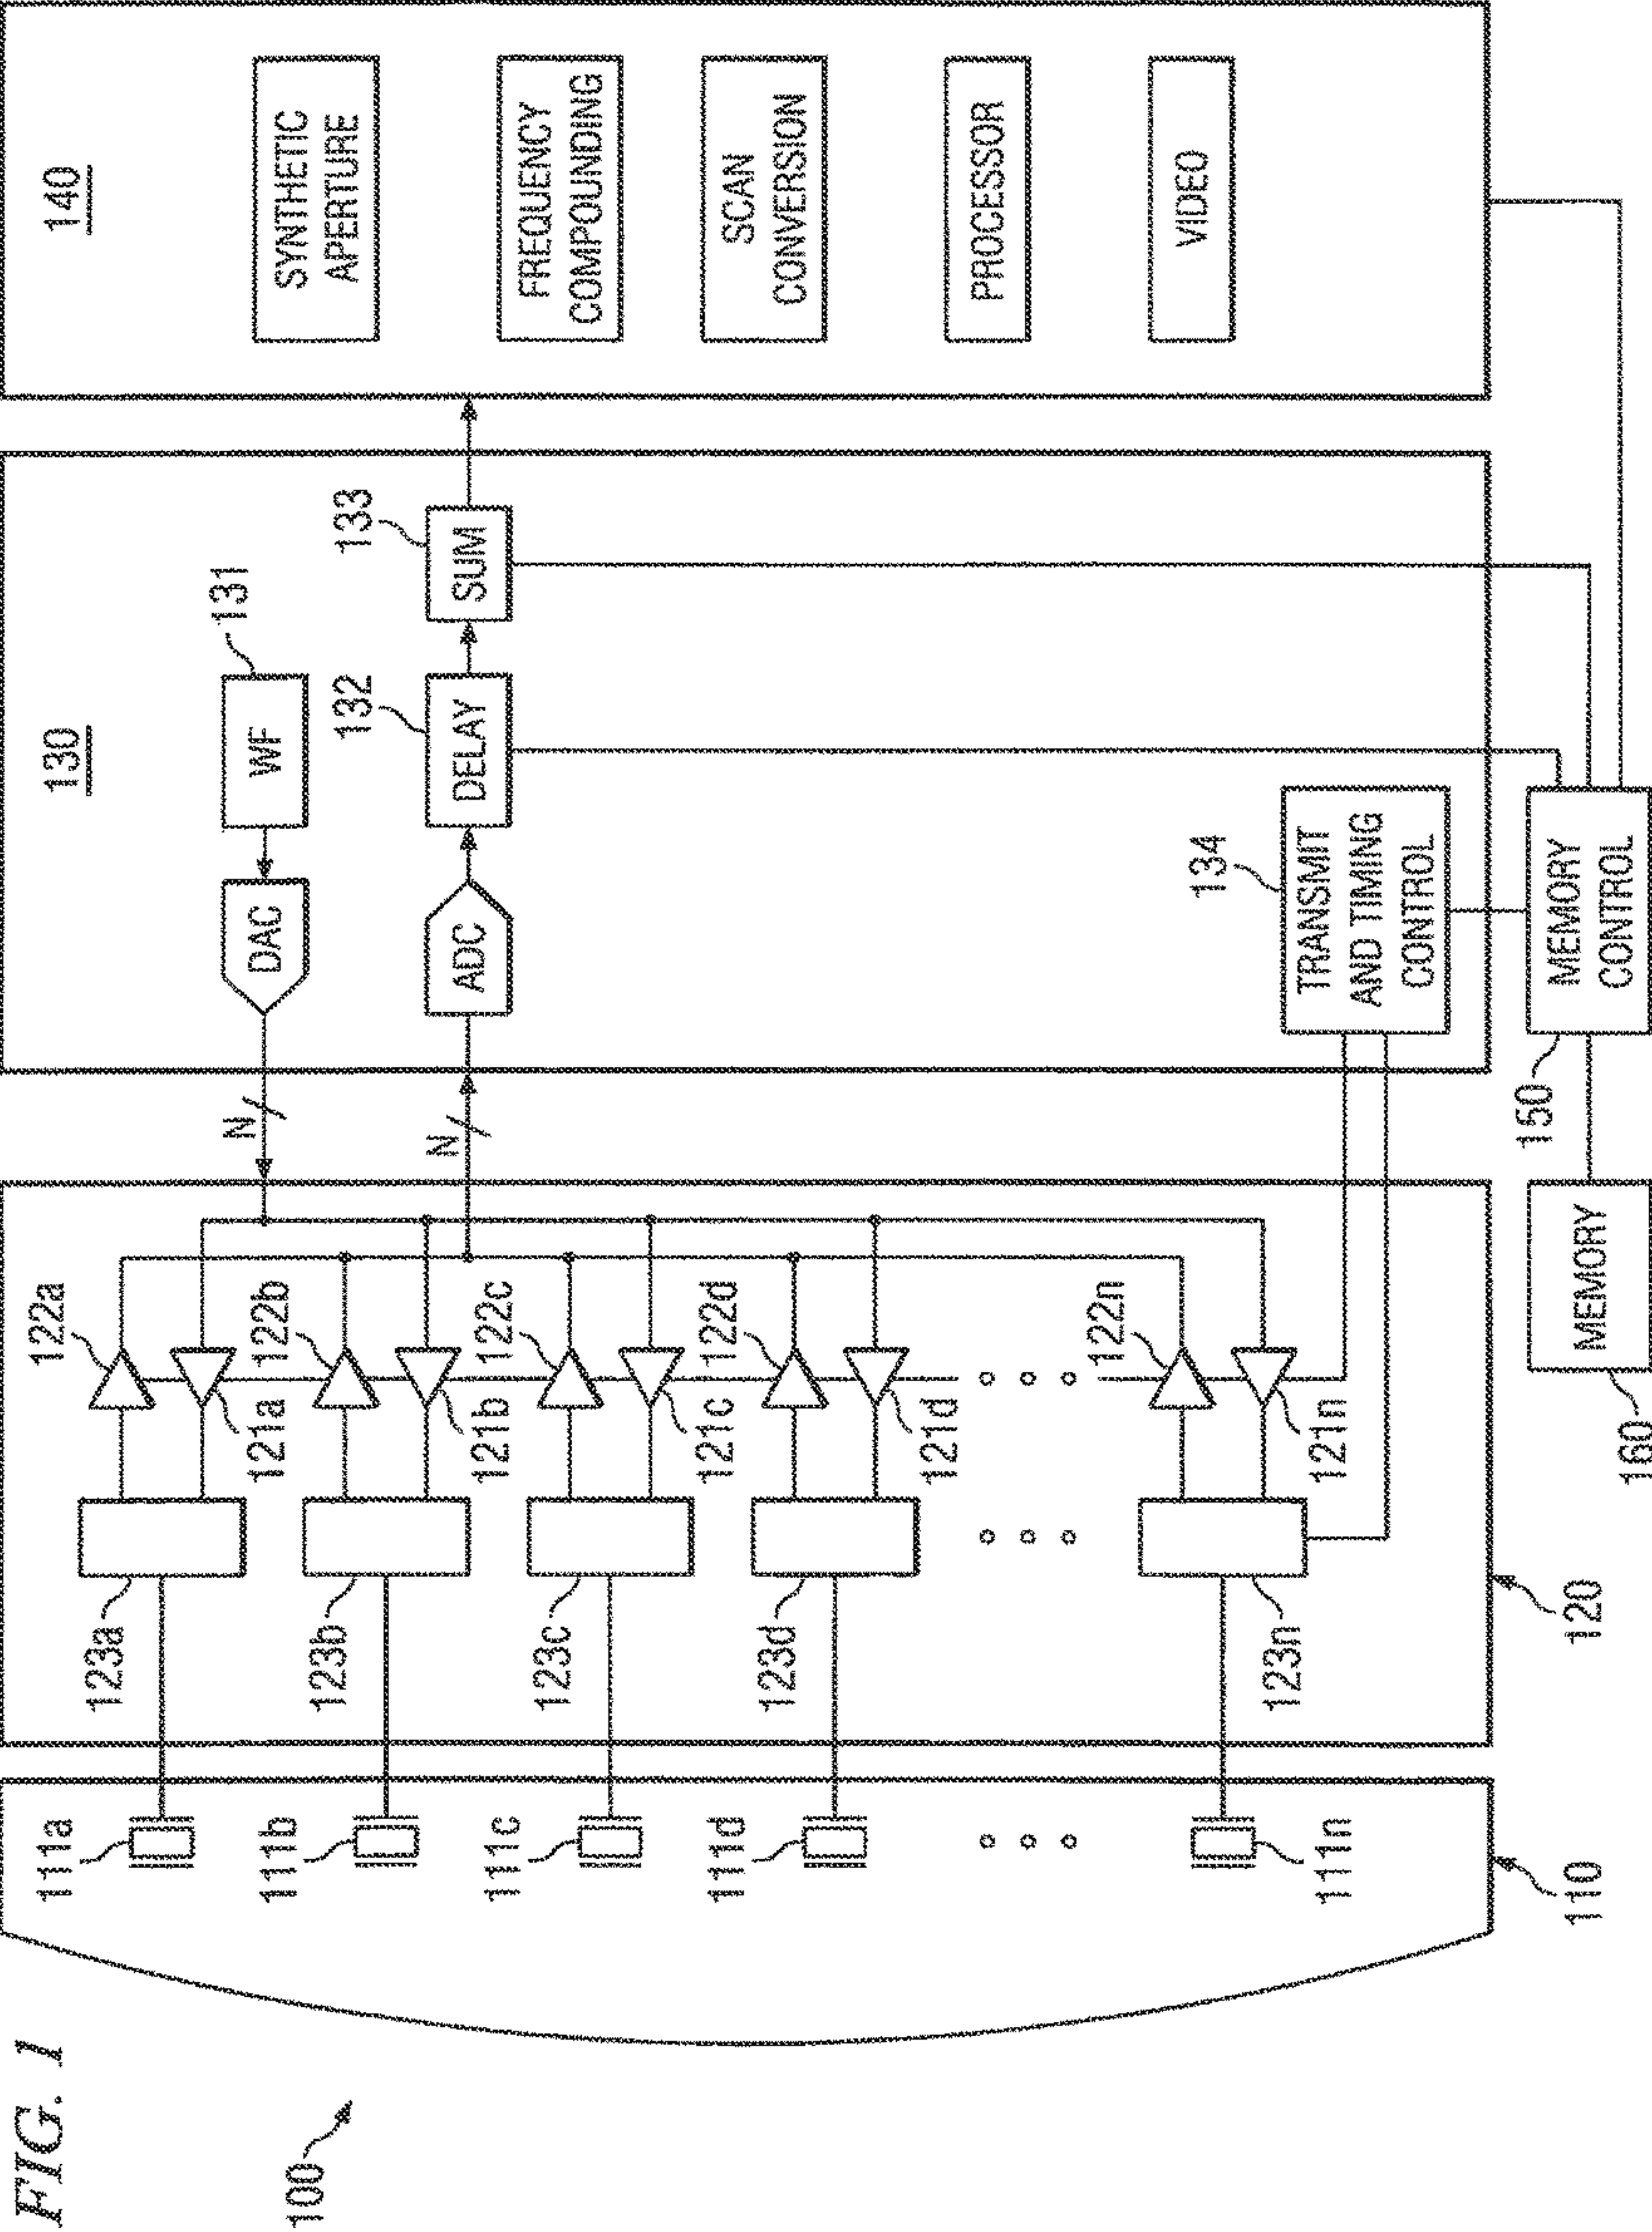 FIG. 1
100
110
111a
111b
111c
111d
111n
120
123a
123b
123c
123d
123n
121a
121b
121c
121d
121n
122a
122b
122c
122d
122n
N
N
130
DAC
WF
131
ADC
DELAY
132
SUM
133
TRANSMIT
AND TIMING
CONTROL
134
140
SYNTHETIC
APERTURE
FREQUENCY
COMPOUNDING
SCAN
CONVERSION
PROCESSOR
VIDEO
MEMORY
160
MEMORY
CONTROL
150